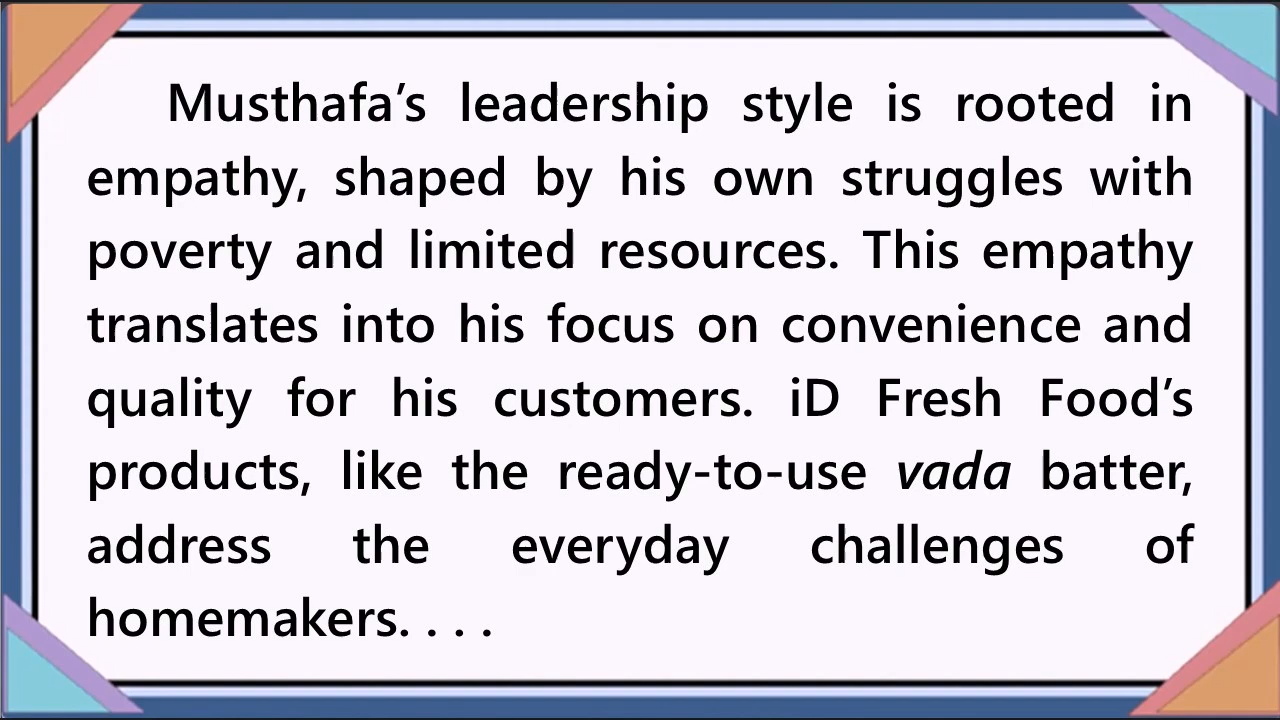 Musthafa’s leadership style is rooted in
empathy, shaped by his own struggles with
poverty and limited resources. This empathy
translates into his focus on convenience and
quality for his customers. iD Fresh Food’s
products, like the ready-to-use vada batter,
address the everyday challenges of
homemakers. . . .